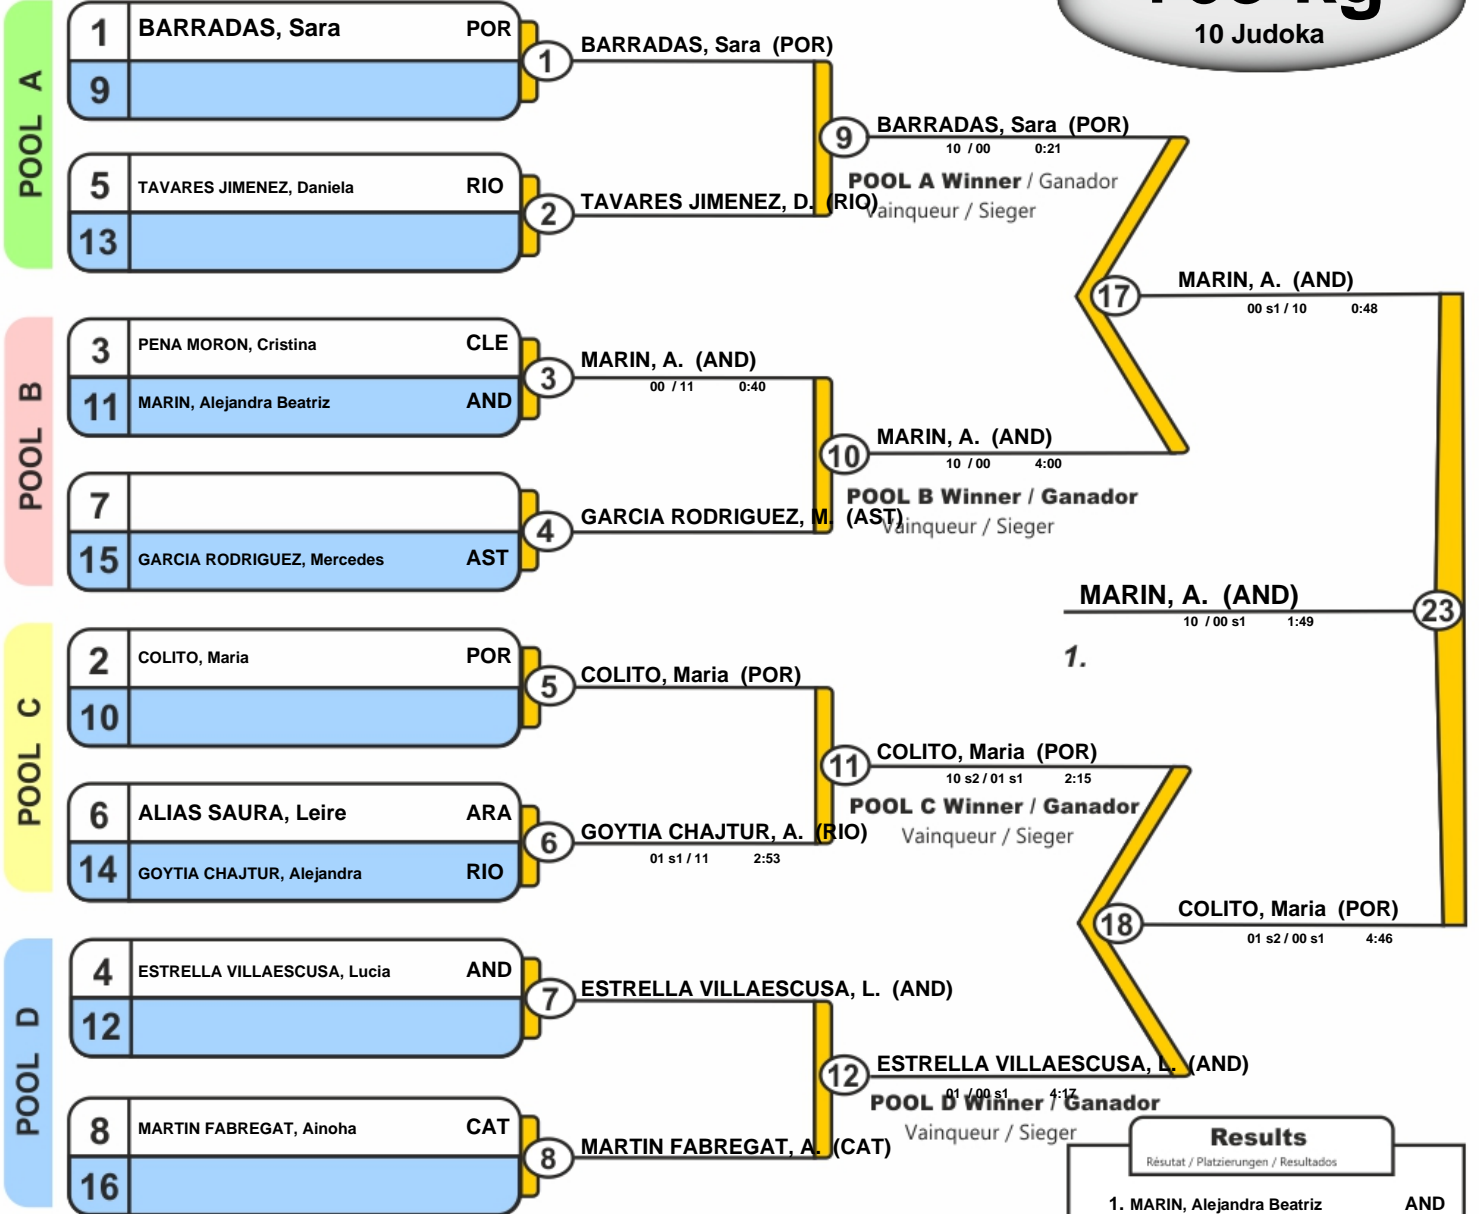 10 Judoka
POOL A
1 BARRADAS, Sara POR
9
1
BARRADAS, Sara (POR)
5 TAVARES JIMENEZ, Daniela RIO
13
2
TAVARES JIMENEZ, D. (RIO)
9
BARRADAS, Sara (POR)
10 / 00 0:21
POOL A Winner / Ganador
Vainqueur / Sieger
POOL B
3 PENA MORON, Cristina CLE
11 MARIN, Alejandra Beatriz AND
3
MARIN, A. (AND)
00 / 11 0:40
7
15 GARCIA RODRIGUEZ, Mercedes AST
4
GARCIA RODRIGUEZ, M. (AST)
10
MARIN, A. (AND)
10 / 00 4:00
POOL B Winner / Ganador
Vainqueur / Sieger
17
MARIN, A. (AND)
00 s1 / 10 0:48
MARIN, A. (AND)
10 / 00 s1 1:49
23
1.
POOL C
2 COLITO, Maria POR
10
5
COLITO, Maria (POR)
6 ALIAS SAURA, Leire ARA
14 GOYTIA CHAJTUR, Alejandra RIO
6
GOYTIA CHAJTUR, A. (RIO)
01 s1 / 11 2:53
11
COLITO, Maria (POR)
10 s2 / 01 s1 2:15
POOL C Winner / Ganador
Vainqueur / Sieger
POOL D
4 ESTRELLA VILLAESCUSA, Lucia AND
12
7
ESTRELLA VILLAESCUSA, L. (AND)
8 MARTIN FABREGAT, Ainoha CAT
16
8
MARTIN FABREGAT, A. (CAT)
12
ESTRELLA VILLAESCUSA, L. (AND)
01 / 00 s1 4:17
POOL D Winner / Ganador
Vainqueur / Sieger
18
COLITO, Maria (POR)
01 s2 / 00 s1 4:46
Results
Résutat / Platzierungen / Resultados
1. MARIN, Alejandra Beatriz AND